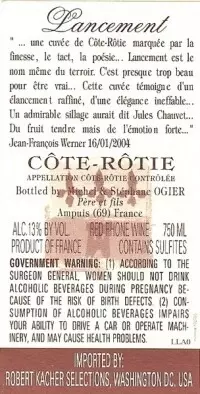 Lancement
" ... une cuvée de Côte-Rôtie marquée par la
finesse, le tact, la poésie... Lancement est le
nom même du terroir. C'est presque trop beau
pour être vrai... Cette cuvée témoigne d'un
élancement raffiné, d'une élégance ineffable...
Un admirable sillage aurait dit Jules Chauvet...
Du fruit tendre mais de l'émotion forte..."
Jean-François Werner 16/01/2004
CÔTE-RÔTIE
APPELLATION CÔTE-RÔTIE CONTRÔLÉE
Bottled by Michel & Stéphane OGIER
Père et fils
Ampuis (69) France
ALC.13% BY VOL. RED RHONE WINE 750 ML
PRODUCT OF FRANCE CONTAINS SULFITES
GOVERNMENT WARNING: (1) ACCORDING TO THE
SURGEON GENERAL, WOMEN SHOULD NOT DRINK
ALCOHOLIC BEVERAGES DURING PREGNANCY BE-
CAUSE OF THE RISK OF BIRTH DEFECTS. (2) CON-
SUMPTION OF ALCOHOLIC BEVERAGES IMPAIRS
YOUR ABILITY TO DRIVE A CAR OR OPERATE MACH-
INERY, AND MAY CAUSE HEALTH PROBLEMS.
LLA0
IMPORTED BY:
ROBERT KACHER SELECTIONS, WASHINGTON DC, USA